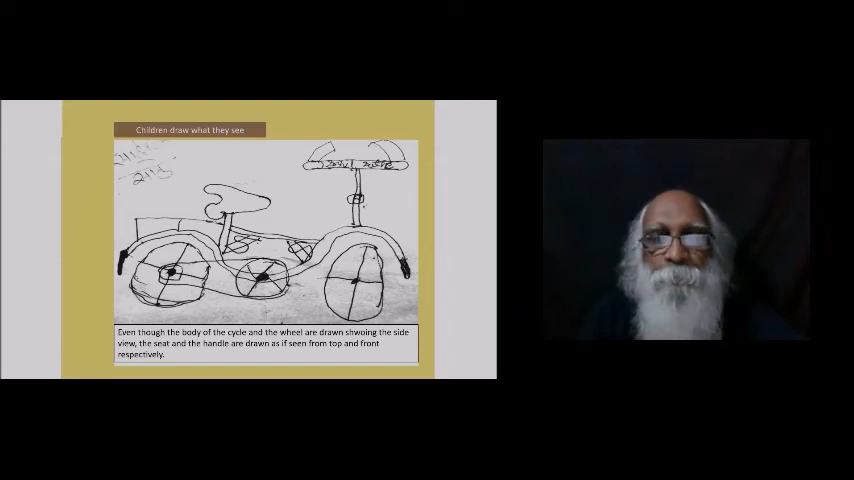 Children draw what they see
Even though the body of the cycle and the wheel are drawn shwoing the side
view, the seat and the handle are drawn as if seen from top and front
respectively.